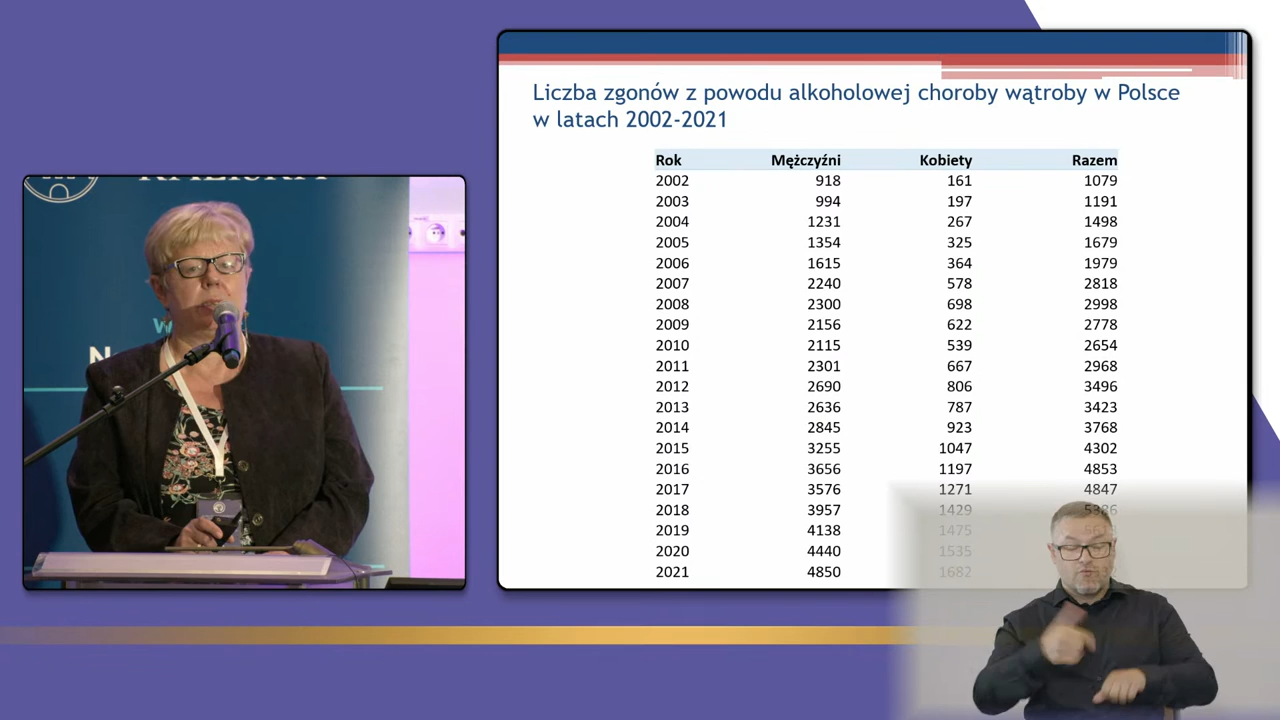 Liczba zgonów z powodu alkoholowej choroby wątroby w Polsce
w latach 2002-2021
Rok Mężczyźni Kobiety Razem
2002 918 161 1079
2003 994 197 1191
2004 1231 267 1498
2005 1354 325 1679
2006 1615 364 1979
2007 2240 578 2818
2008 2300 698 2998
2009 2156 622 2778
2010 2115 539 2654
2011 2301 667 2968
2012 2690 806 3496
2013 2636 787 3423
2014 2845 923 3768
2015 3255 1047 4302
2016 3656 1197 4853
2017 3576 1271 4847
2018 3957 1429 5386
2019 4138 1475
2020 4440 1535
2021 4850 1682